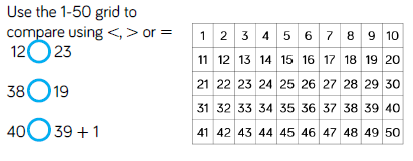 Use the 1-50 grid to
compare using <, > or =
12 23
38 19
40 39 + 1
1 2 3 4 5 6 7 8 9 10
11 12 13 14 15 16 17 18 19 20
21 22 23 24 25 26 27 28 29 30
31 32 33 34 35 36 37 38 39 40
41 42 43 44 45 46 47 48 49 50